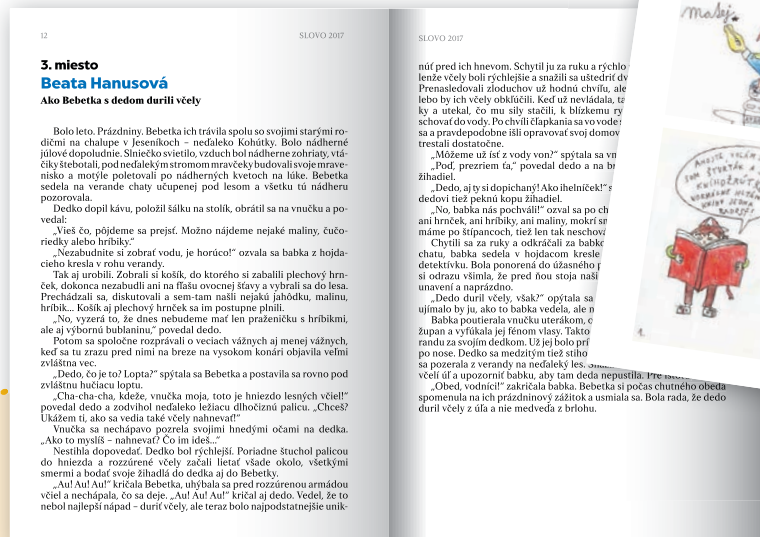 12
SLOVO 2017
3. miesto
Beata Hanusová
Ako Bebetka s dedom durili včely
Bolo leto. Prázdniny. Bebetka ich trávila spolu so svojimi starými ro-
dičmi na chalupe v Jeseníkoch – neďaleko Kohútky. Bolo nádherné
júlové dopoludnie. Slniečko svietilo, vzduch bol nádherne zohriaty, vtá-
čiky štebotali, pod neďalekým stromom mravčeky budovali svoje mrave-
nisko a motýle poletovali po nádherných kvetoch na lúke. Bebetka
sedela na verande chaty učupenej pod lesom a všetku tú nádheru
pozorovala.
Dedko dopil kávu, položil šálku na stolík, obrátil sa na vnučku a po-
vedal:
„Vieš čo, pôjdeme sa prejsť. Možno nájdeme nejaké maliny, čučo-
riedky alebo hríbiky.“
„Nezabudnite si zobrať vodu, je horúco!“ ozvala sa babka z hojda-
cieho kresla v rohu verandy.
Tak aj urobili. Zobrali si košík, do ktorého si zabalili plechový hrn-
ček, dokonca nezabudli ani na fľašu ovocnej šťavy a vybrali sa do lesa.
Prechádzali sa, diskutovali a sem-tam našli nejakú jahôdku, malinu,
hríbik... Košík aj plechový hrnček sa im postupne plnili.
„No, vyzerá to, že dnes nebudeme mať len praženičku s hríbikmi,
ale aj výbornú bublaninu,“ povedal dedo.
Potom sa spoločne rozprávali o veciach vážnych aj menej vážnych,
keď sa tu zrazu pred nimi na breze na vysokom konári objavila veľmi
zvláštna vec.
„Dedo, čo je to? Lopta?“ spýtala sa Bebetka a postavila sa rovno pod
zvláštnu hučiacu loptu.
„Cha-cha-cha, kdeže, vnučka moja, toto je hniezdo lesných včiel!“
povedal dedo a zodvihol neďaleko ležiacu dlhočiznú palicu. „Chceš?
Ukážem ti, ako sa vedia také včely nahnevať!“
Vnučka sa nechápavo pozrela svojimi hnedými očami na dedka.
„Ako to myslíš – nahnevať? Čo im ideš...“
Nestihla dopovedať. Dedko bol rýchlejší. Poriadne štuchol palicou
do hniezda a rozzúrené včely začali lietať všade okolo, všetkými
smermi a bodať svoje žihadlá do dedka aj do Bebetky.
„Au! Au! Au!“ kričala Bebetka, uhýbala sa pred rozzúrenou armádou
včiel a nechápala, čo sa deje. „Au! Au! Au!“ kričal aj dedo. Vedel, že to
nebol najlepší nápad – duriť včely, ale teraz bolo najpodstatnejšie unik-
SLOVO 2017
núť pred ich hnevom. Schytil ju za ruku a rýchlo
lenže včely boli rýchlejšie a snažili sa uštedriť
Prenasledovali zloduchov už hodnú chvíľu, ale
lebo by ich včely obkľúčili. Keď už nevládala,
ky a utekal, čo mu sily stačili, k blízkemu
schovať do vody. Po chvíli čľapkania sa vo vode
sa a pravdepodobne išli opravovať svoj domov
trestali dostatočne.
„Môžeme už ísť z vody von?“ spýtala sa
„Poď, prezriem ťa,“ povedal dedo a na
žihadiel.
„Dedo, aj ty si dopichaný! Ako ihelníček!“
dedovi tiež peknú kopu žihadiel.
„No, babka nás pochváli!“ ozval sa po
ani hrnček, ani hríbiky, ani maliny, mokrí
máme po štípancoch, tiež len tak neschová
Chytili sa za ruky a odkráčali za babkou
chatu, babka sedela v hojdacom kresle
detektívku. Bola ponorená do úžasného
si odrazu všimla, že pred ňou stoja
unavení a naprázdno.
„Dedo duril včely, však?“ opýtala sa
ujímalo by ju, ako to babka vedela, ale
Babka poutierala vnučku uterákom,
župan a vyfúkala jej fénom vlasy. Takto
randu za svojím dedkom. Už jej bolo
po nose. Dedko sa medzitým tiež
sa pozerala z verandy na neďaleký les.
včelí úľ a upozorní babku, aby tam deda nepustila. Pre
„Obed, vodníci!“ zakričala babka. Bebetka si počas chutného obeda
spomenula na ich prázdninový zážitok a usmiala sa. Bola rada, že dedo
duril včely z úľa a nie medveďa z brlohu.
matej
1.